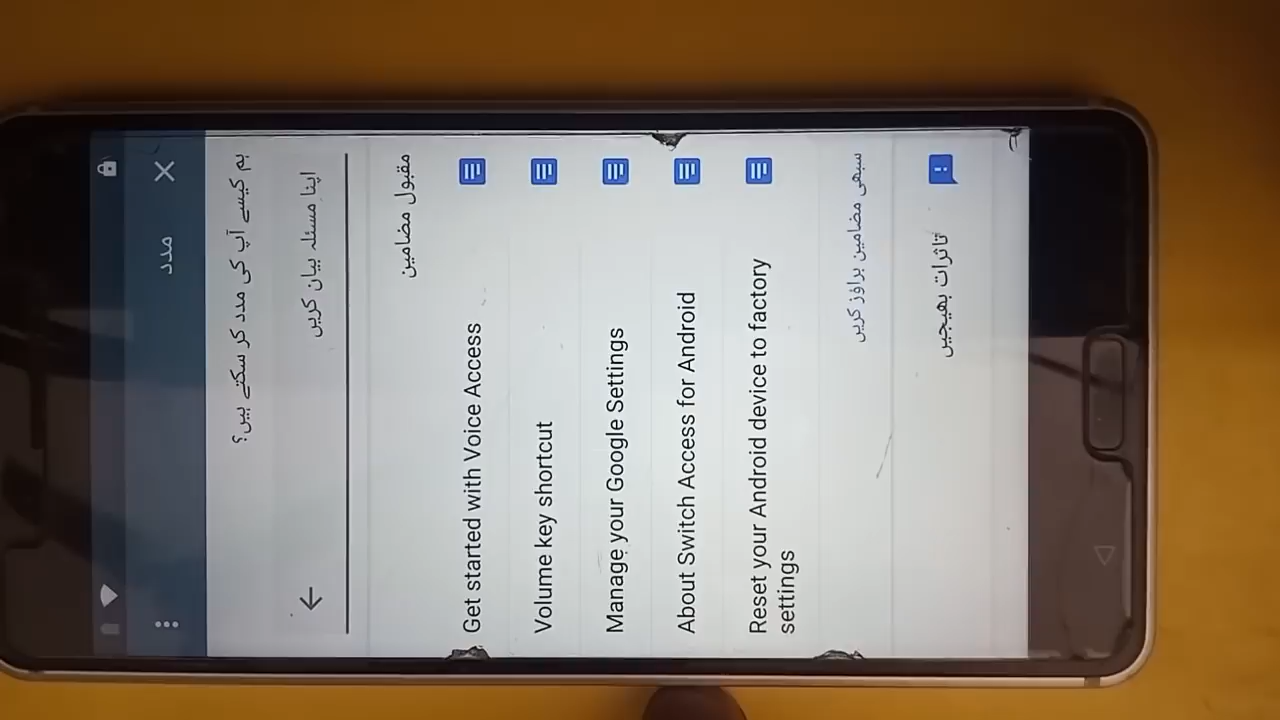 مدد
ہم کیسے آپ کی مدد کر سکتے ہیں؟
اپنا مسئلہ بیان کریں
مقبول مضامین
Get started with Voice Access
Volume key shortcut
Manage your Google Settings
About Switch Access for Android
Reset your Android device to factory
settings
سبھی مضامین براؤز کریں
تاثرات بھیجیں